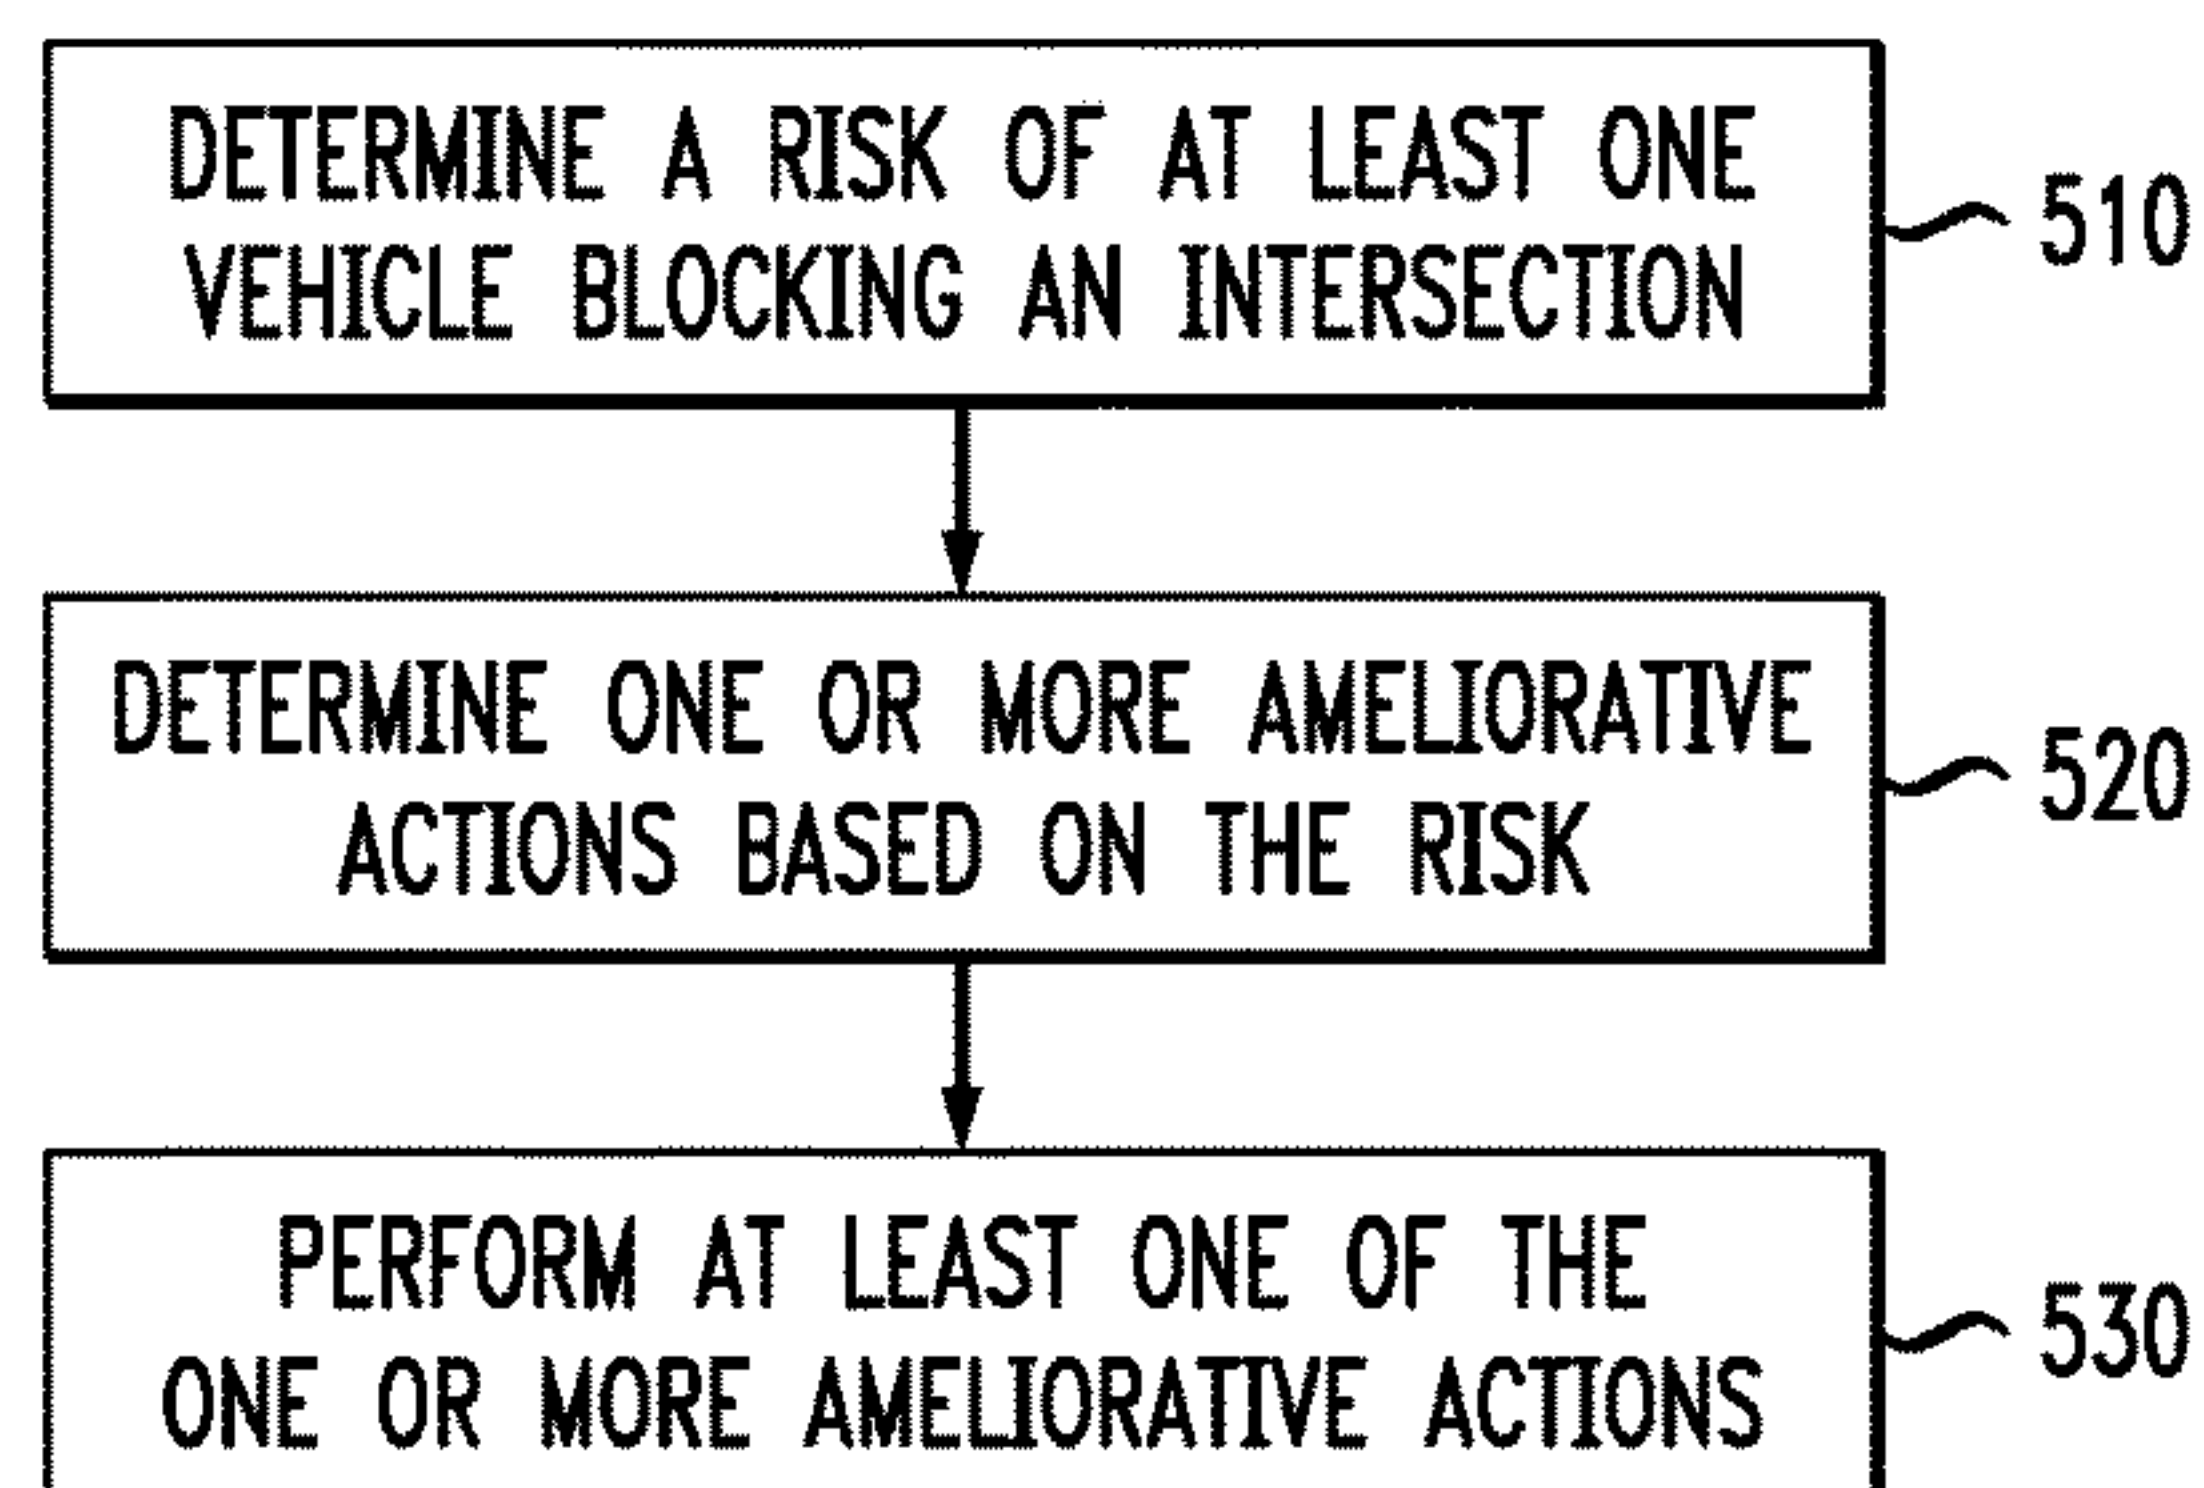 DETERMINE A RISK OF AT LEAST ONE
VEHICLE BLOCKING AN INTERSECTION
510
DETERMINE ONE OR MORE AMELIORATIVE
ACTIONS BASED ON THE RISK
520
PERFORM AT LEAST ONE OF THE
ONE OR MORE AMELIORATIVE ACTIONS
530